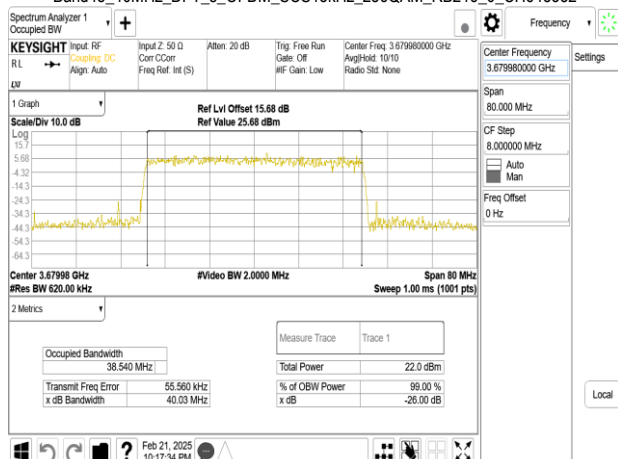 Spectrum Analyzer 1
Occupied BW
Frequency
KEYSIGHT
Input: RF
Coupling: DC
Align: Auto
Input Z: 50 Ω
Corr CCorr
Freq Ref: Int (S)
Atten: 20 dB
Trig: Free Run
Gate: Off
#IF Gain: Low
Center Freq: 3.679980000 GHz
Avg|Hold: 10/10
Radio Std: None
RL
LXI
Center Frequency
3.679980000 GHz
Settings
Span
80.000 MHz
CF Step
8.000000 MHz
Auto
Man
Freq Offset
0 Hz
Local
1 Graph
Scale/Div 10.0 dB
Ref Lvl Offset 15.68 dB
Ref Value 25.68 dBm
Log
15.7
5.68
-4.32
-14.3
-24.3
-34.3
-44.3
-54.3
-64.3
Center 3.67998 GHz
#Video BW 2.0000 MHz
Span 80 MHz
#Res BW 620.00 kHz
Sweep 1.00 ms (1001 pts)
2 Metrics
Measure Trace
Trace 1
Occupied Bandwidth
38.540 MHz
Total Power
22.0 dBm
Transmit Freq Error
55.560 kHz
% of OBW Power
99.00 %
x dB Bandwidth
40.03 MHz
x dB
-26.00 dB
Feb 21, 2025
10:17:34 PM